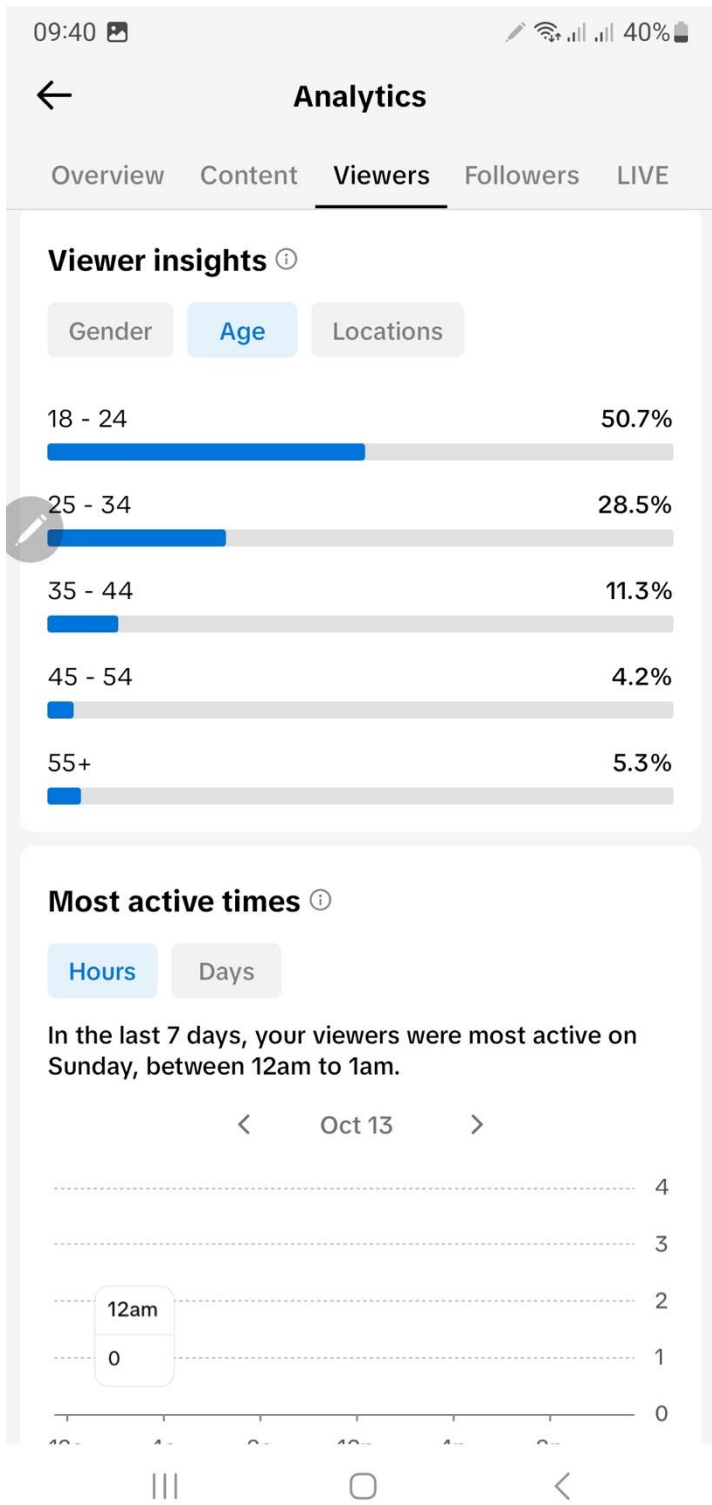 09:40 40%
Analytics
Overview Content Viewers Followers LIVE
Viewer insights
Gender Age Locations
18 - 24 50.7%
25 - 34 28.5%
35 - 44 11.3%
45 - 54 4.2%
55+ 5.3%
Most active times
Hours Days
In the last 7 days, your viewers were most active on
Sunday, between 12am to 1am.
Oct 13
4
3
2
12am
0
1
0